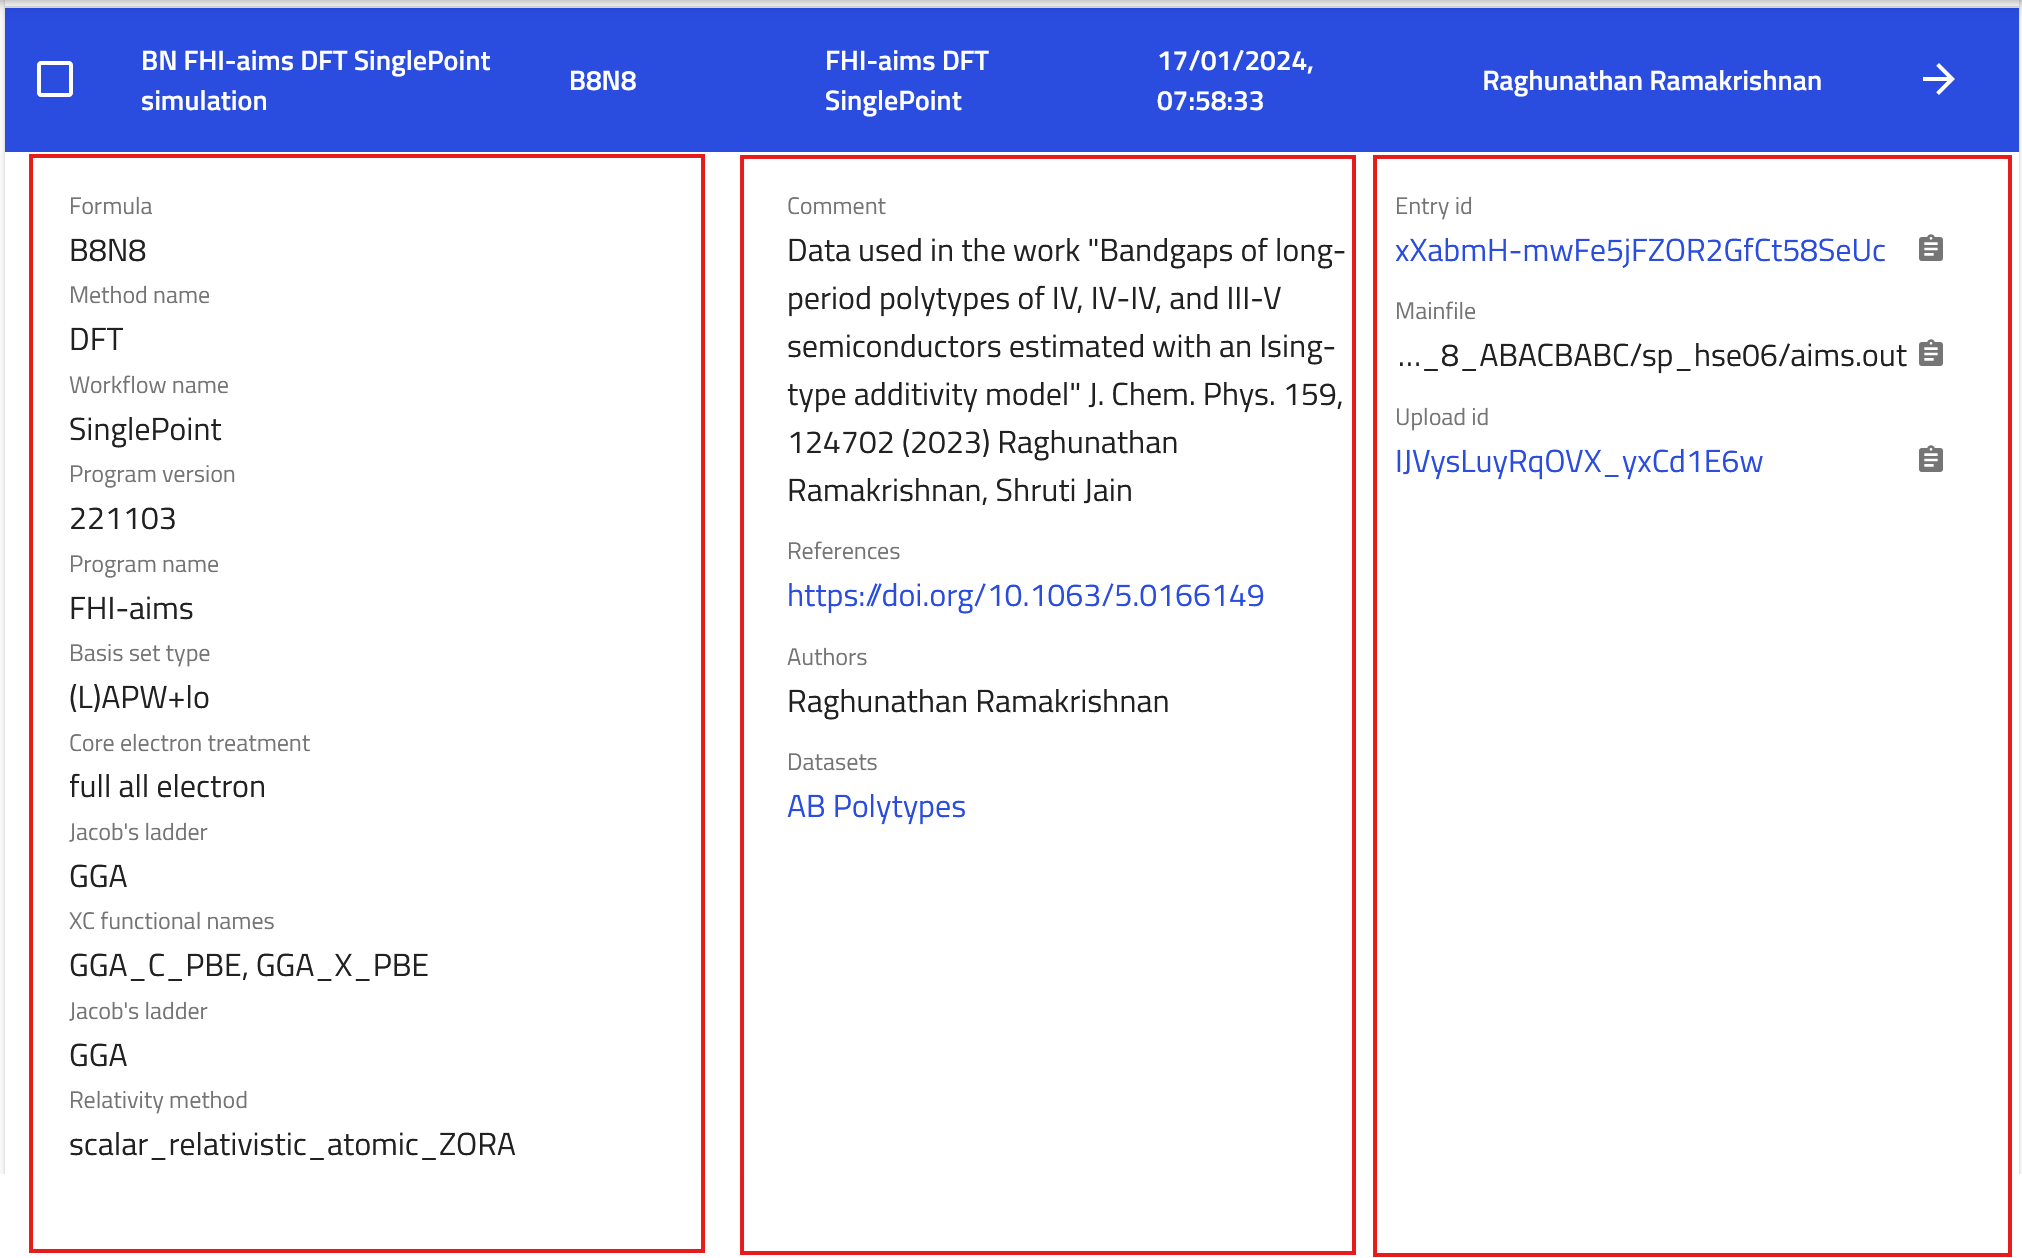 BN FHI-aims DFT SinglePoint
simulation
B8N8
FHI-aims DFT
SinglePoint
17/01/2024,
07:58:33
Raghunathan Ramakrishnan
Formula
B8N8
Method name
DFT
Workflow name
SinglePoint
Program version
221103
Program name
FHI-aims
Basis set type
(L)APW+lo
Core electron treatment
full all electron
Jacob's ladder
GGA
XC functional names
GGA_C_PBE, GGA_X_PBE
Jacob's ladder
GGA
Relativity method
scalar_relativistic_atomic_ZORA
Comment
Data used in the work "Bandgaps of long-
period polytypes of IV, IV-IV, and III-V
semiconductors estimated with an Ising-
type additivity model" J. Chem. Phys. 159,
124702 (2023) Raghunathan
Ramakrishnan, Shruti Jain
References
https://doi.org/10.1063/5.0166149
Authors
Raghunathan Ramakrishnan
Datasets
AB Polytypes
Entry id
xXabmH-mwFe5jFZOR2GfCt58SeUc
Mainfile
..._8_ABACBABC/sp_hse06/aims.out
Upload id
IJVysLuyRqOVX_yxCd1E6w